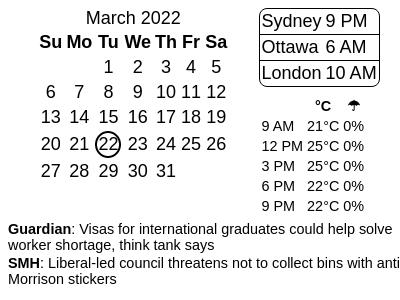 March 2022
Su Mo Tu We Th Fr Sa
1 2 3 4 5
6 7 8 9 10 11 12
13 14 15 16 17 18 19
20 21 22 23 24 25 26
27 28 29 30 31
Sydney 9 PM
Ottawa 6 AM
London 10 AM
°C ☂
9 AM 21°C 0%
12 PM 25°C 0%
3 PM 25°C 0%
6 PM 22°C 0%
9 PM 22°C 0%
Guardian: Visas for international graduates could help solve
worker shortage, think tank says
SMH: Liberal-led council threatens not to collect bins with anti
Morrison stickers